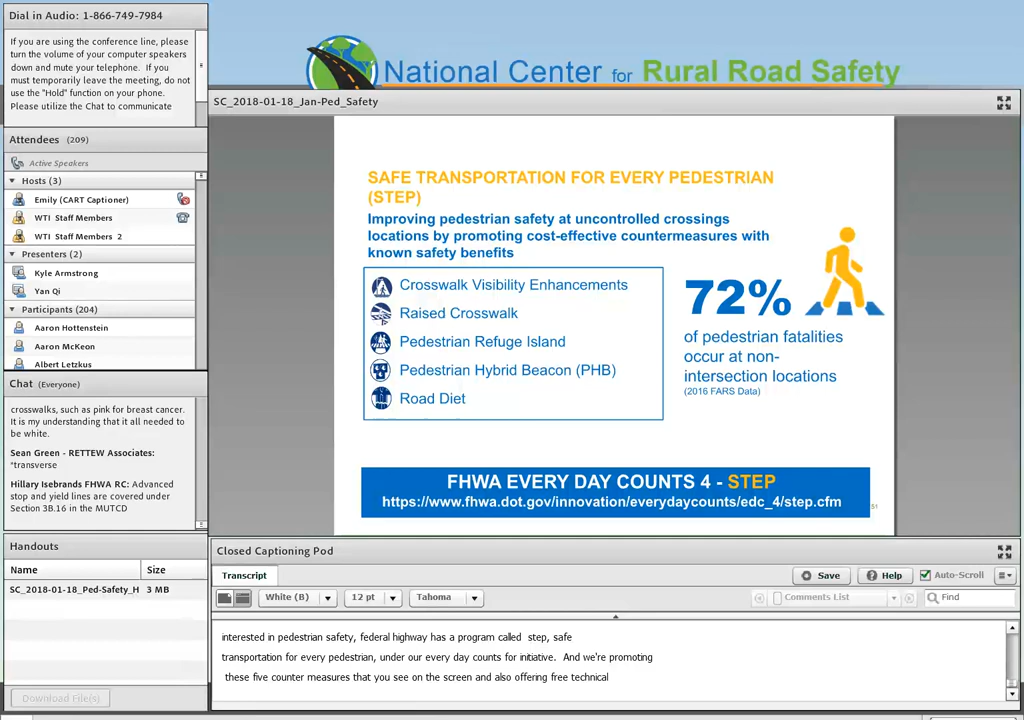 Dial in Audio: 1-866-749-7984
If you are using the conference line, please
turn the volume of your computer speakers
down and mute your telephone. If you
must temporarily leave the meeting, do not
use the "Hold" function on your phone.
Please utilize the Chat to communicate
Attendees (209)
Active Speakers
Hosts (3)
Emily (CART Captioner)
WTI Staff Members
WTI Staff Members 2
Presenters (2)
Kyle Armstrong
Yan Qi
Participants (204)
Aaron Hottenstein
Aaron McKeon
Albert Letzkus
Chat (Everyone)
crosswalks, such as pink for breast cancer.
It is my understanding that it all needed to
be white.
Sean Green - RETTEW Associates:
*transverse
Hillary Isebrands FHWA RC: Advanced
stop and yield lines are covered under
Section 3B.16 in the MUTCD
Handouts
Name Size
SC_2018-01-18_Ped-Safety_H 3 MB
Download File(s)
National Center for Rural Road Safety
SC_2018-01-18_Jan-Ped_Safety
SAFE TRANSPORTATION FOR EVERY PEDESTRIAN
(STEP)
Improving pedestrian safety at uncontrolled crossings
locations by promoting cost-effective countermeasures with
known safety benefits
Crosswalk Visibility Enhancements
Raised Crosswalk
Pedestrian Refuge Island
Pedestrian Hybrid Beacon (PHB)
Road Diet
72%
of pedestrian fatalities
occur at non-
intersection locations
(2016 FARS Data)
FHWA EVERY DAY COUNTS 4 - STEP
https://www.fhwa.dot.gov/innovation/everydaycounts/edc_4/step.cfm
51
Closed Captioning Pod
Transcript
Save
Help
Auto-Scroll
White (B)
12 pt
Tahoma
Comments List
Find
interested in pedestrian safety, federal highway has a program called step, safe
transportation for every pedestrian, under our every day counts for initiative. And we're promoting
these five counter measures that you see on the screen and also offering free technical